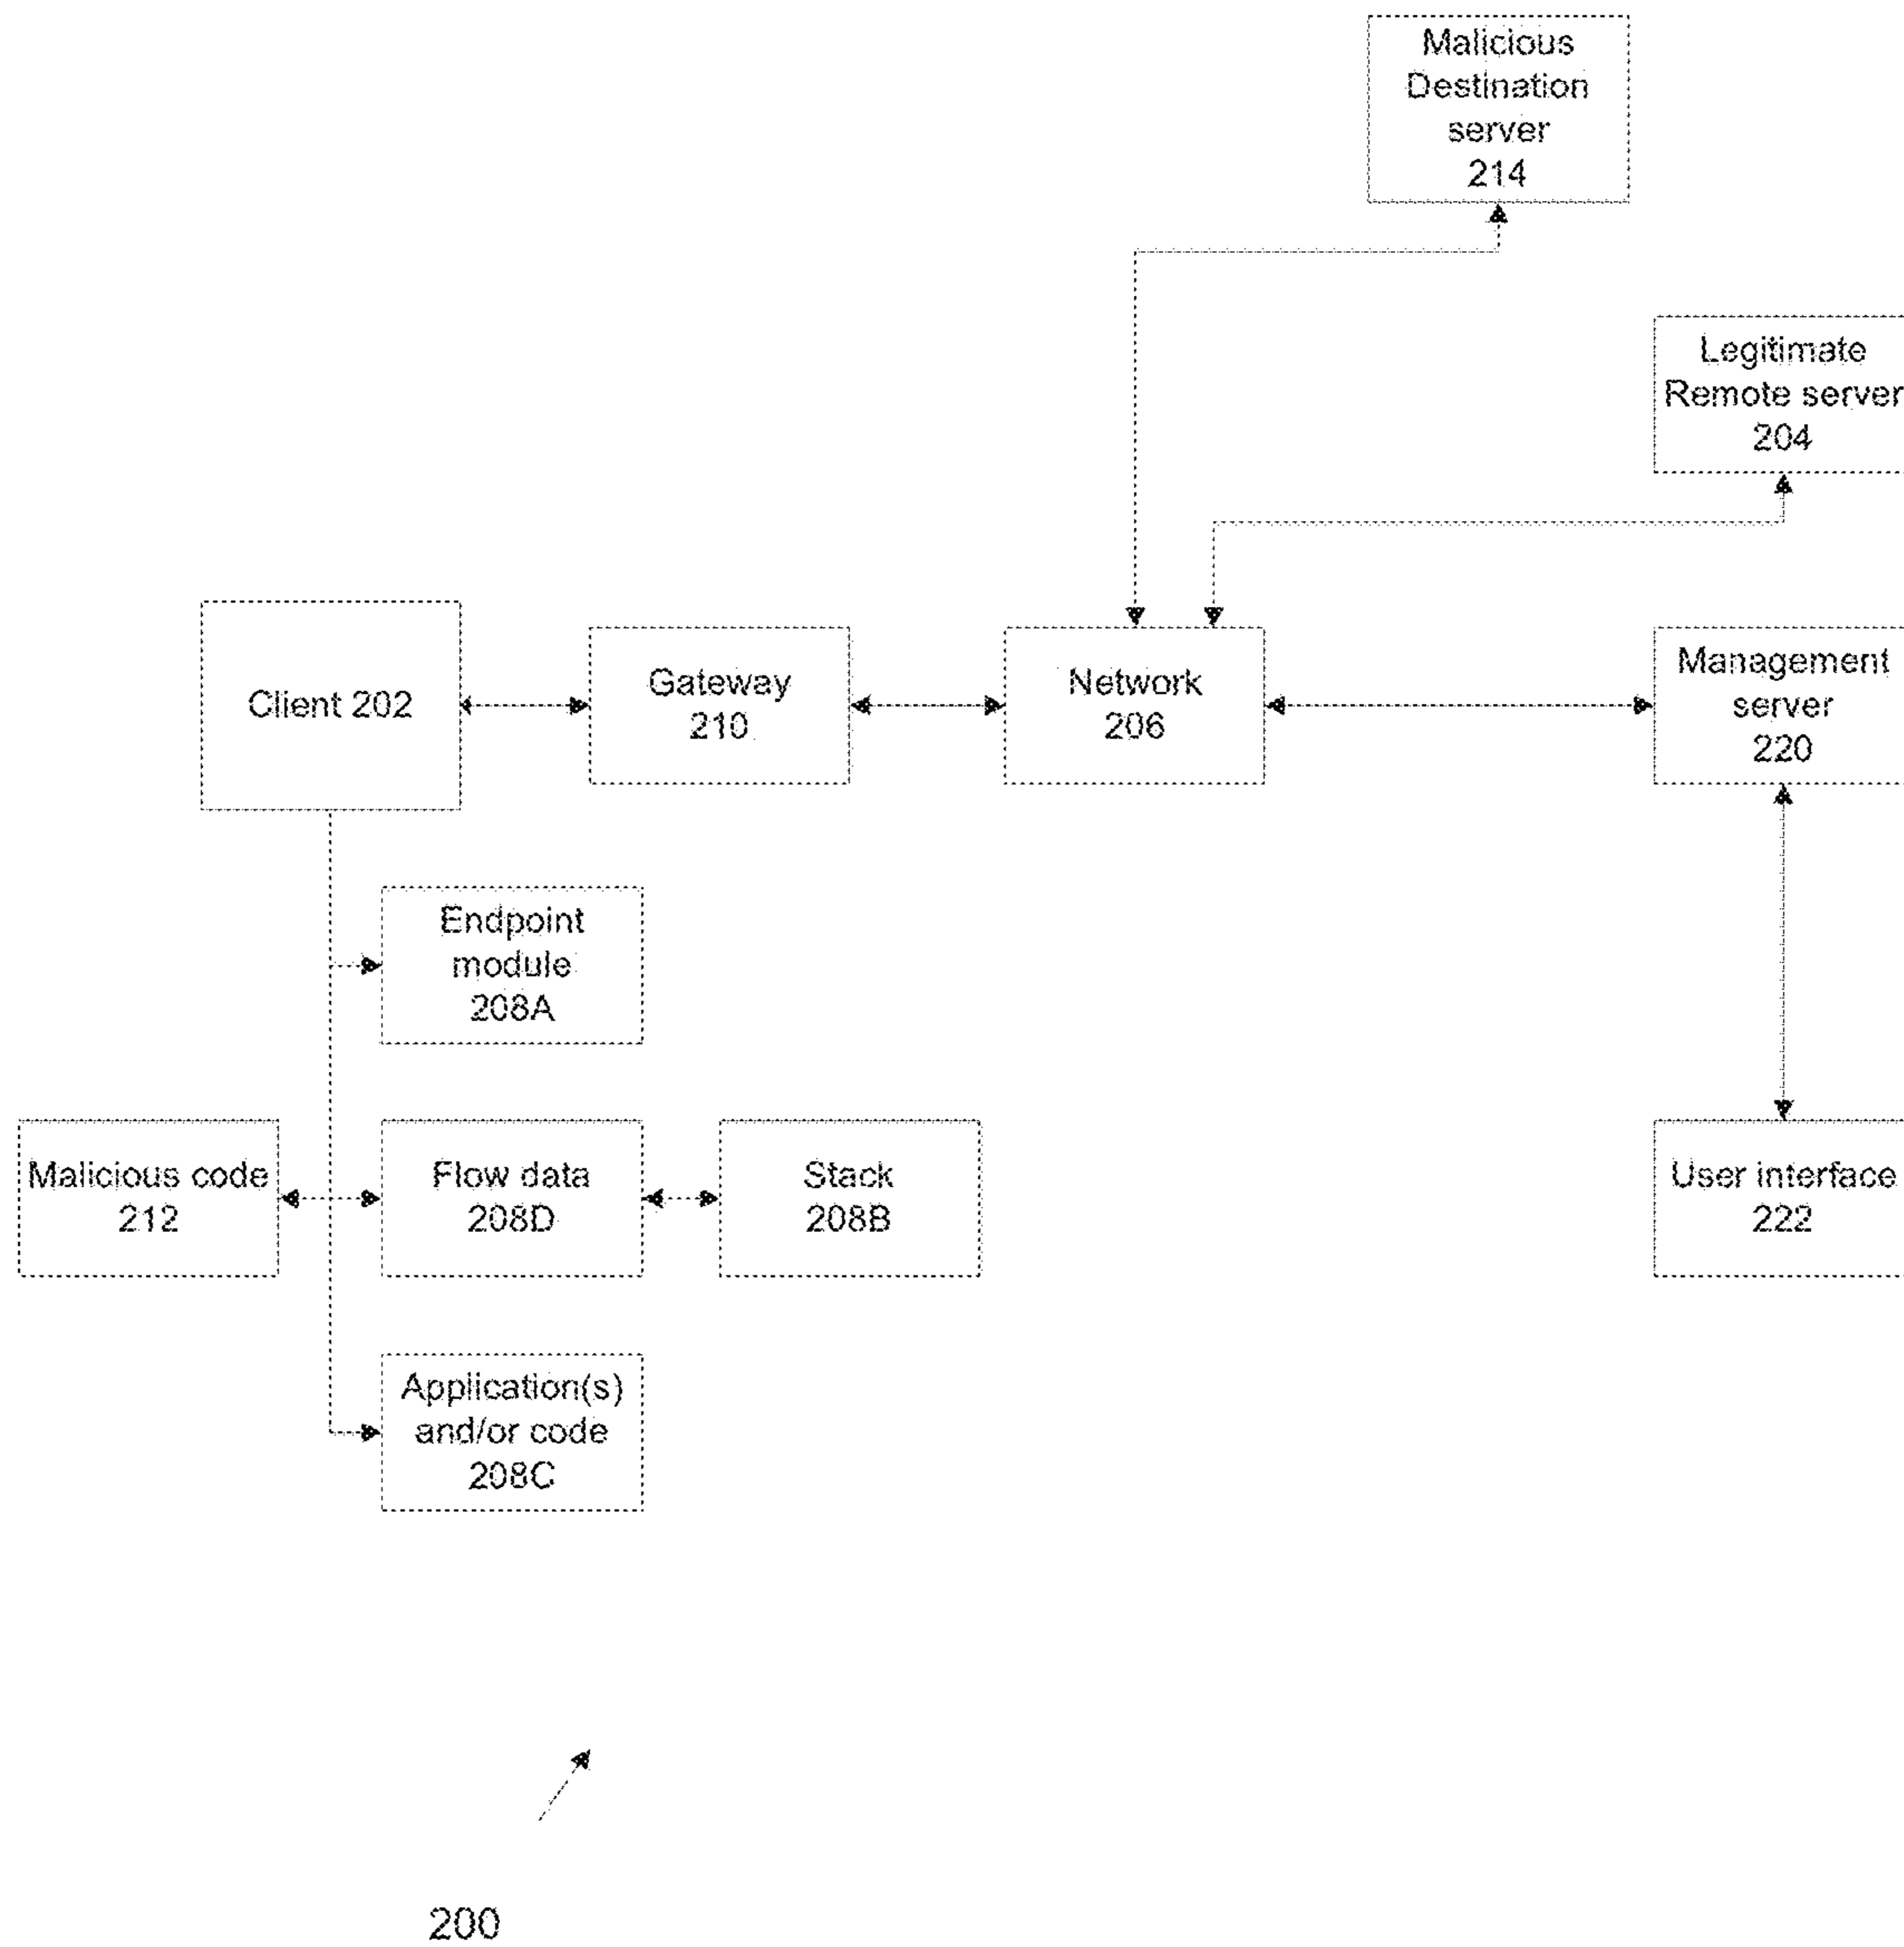 Malicious
Destination
server
214
Legitimate
Remote server
204
Client 202
Gateway
210
Network
206
Management
server
220
Endpoint
module
208A
Malicious code
212
Flow data
208D
Stack
208B
User interface
222
Application(s)
and/or code
208C
200